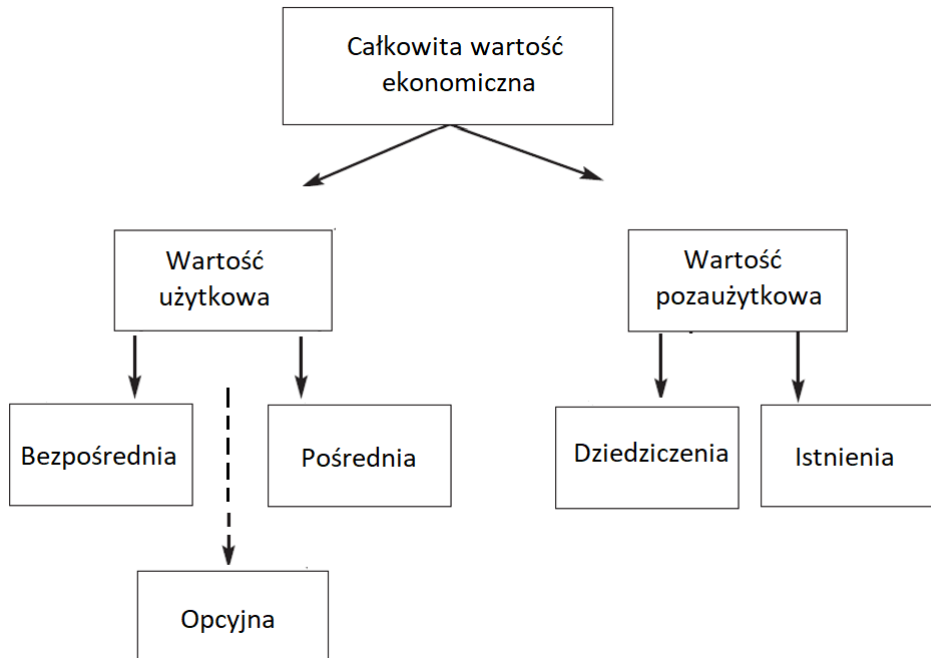 Całkowita wartość
ekonomiczna
Wartość
użytkowa
Wartość
pozaużytkowa
Bezpośrednia
Pośrednia
Dziedziczenia
Istnienia
Opcyjna